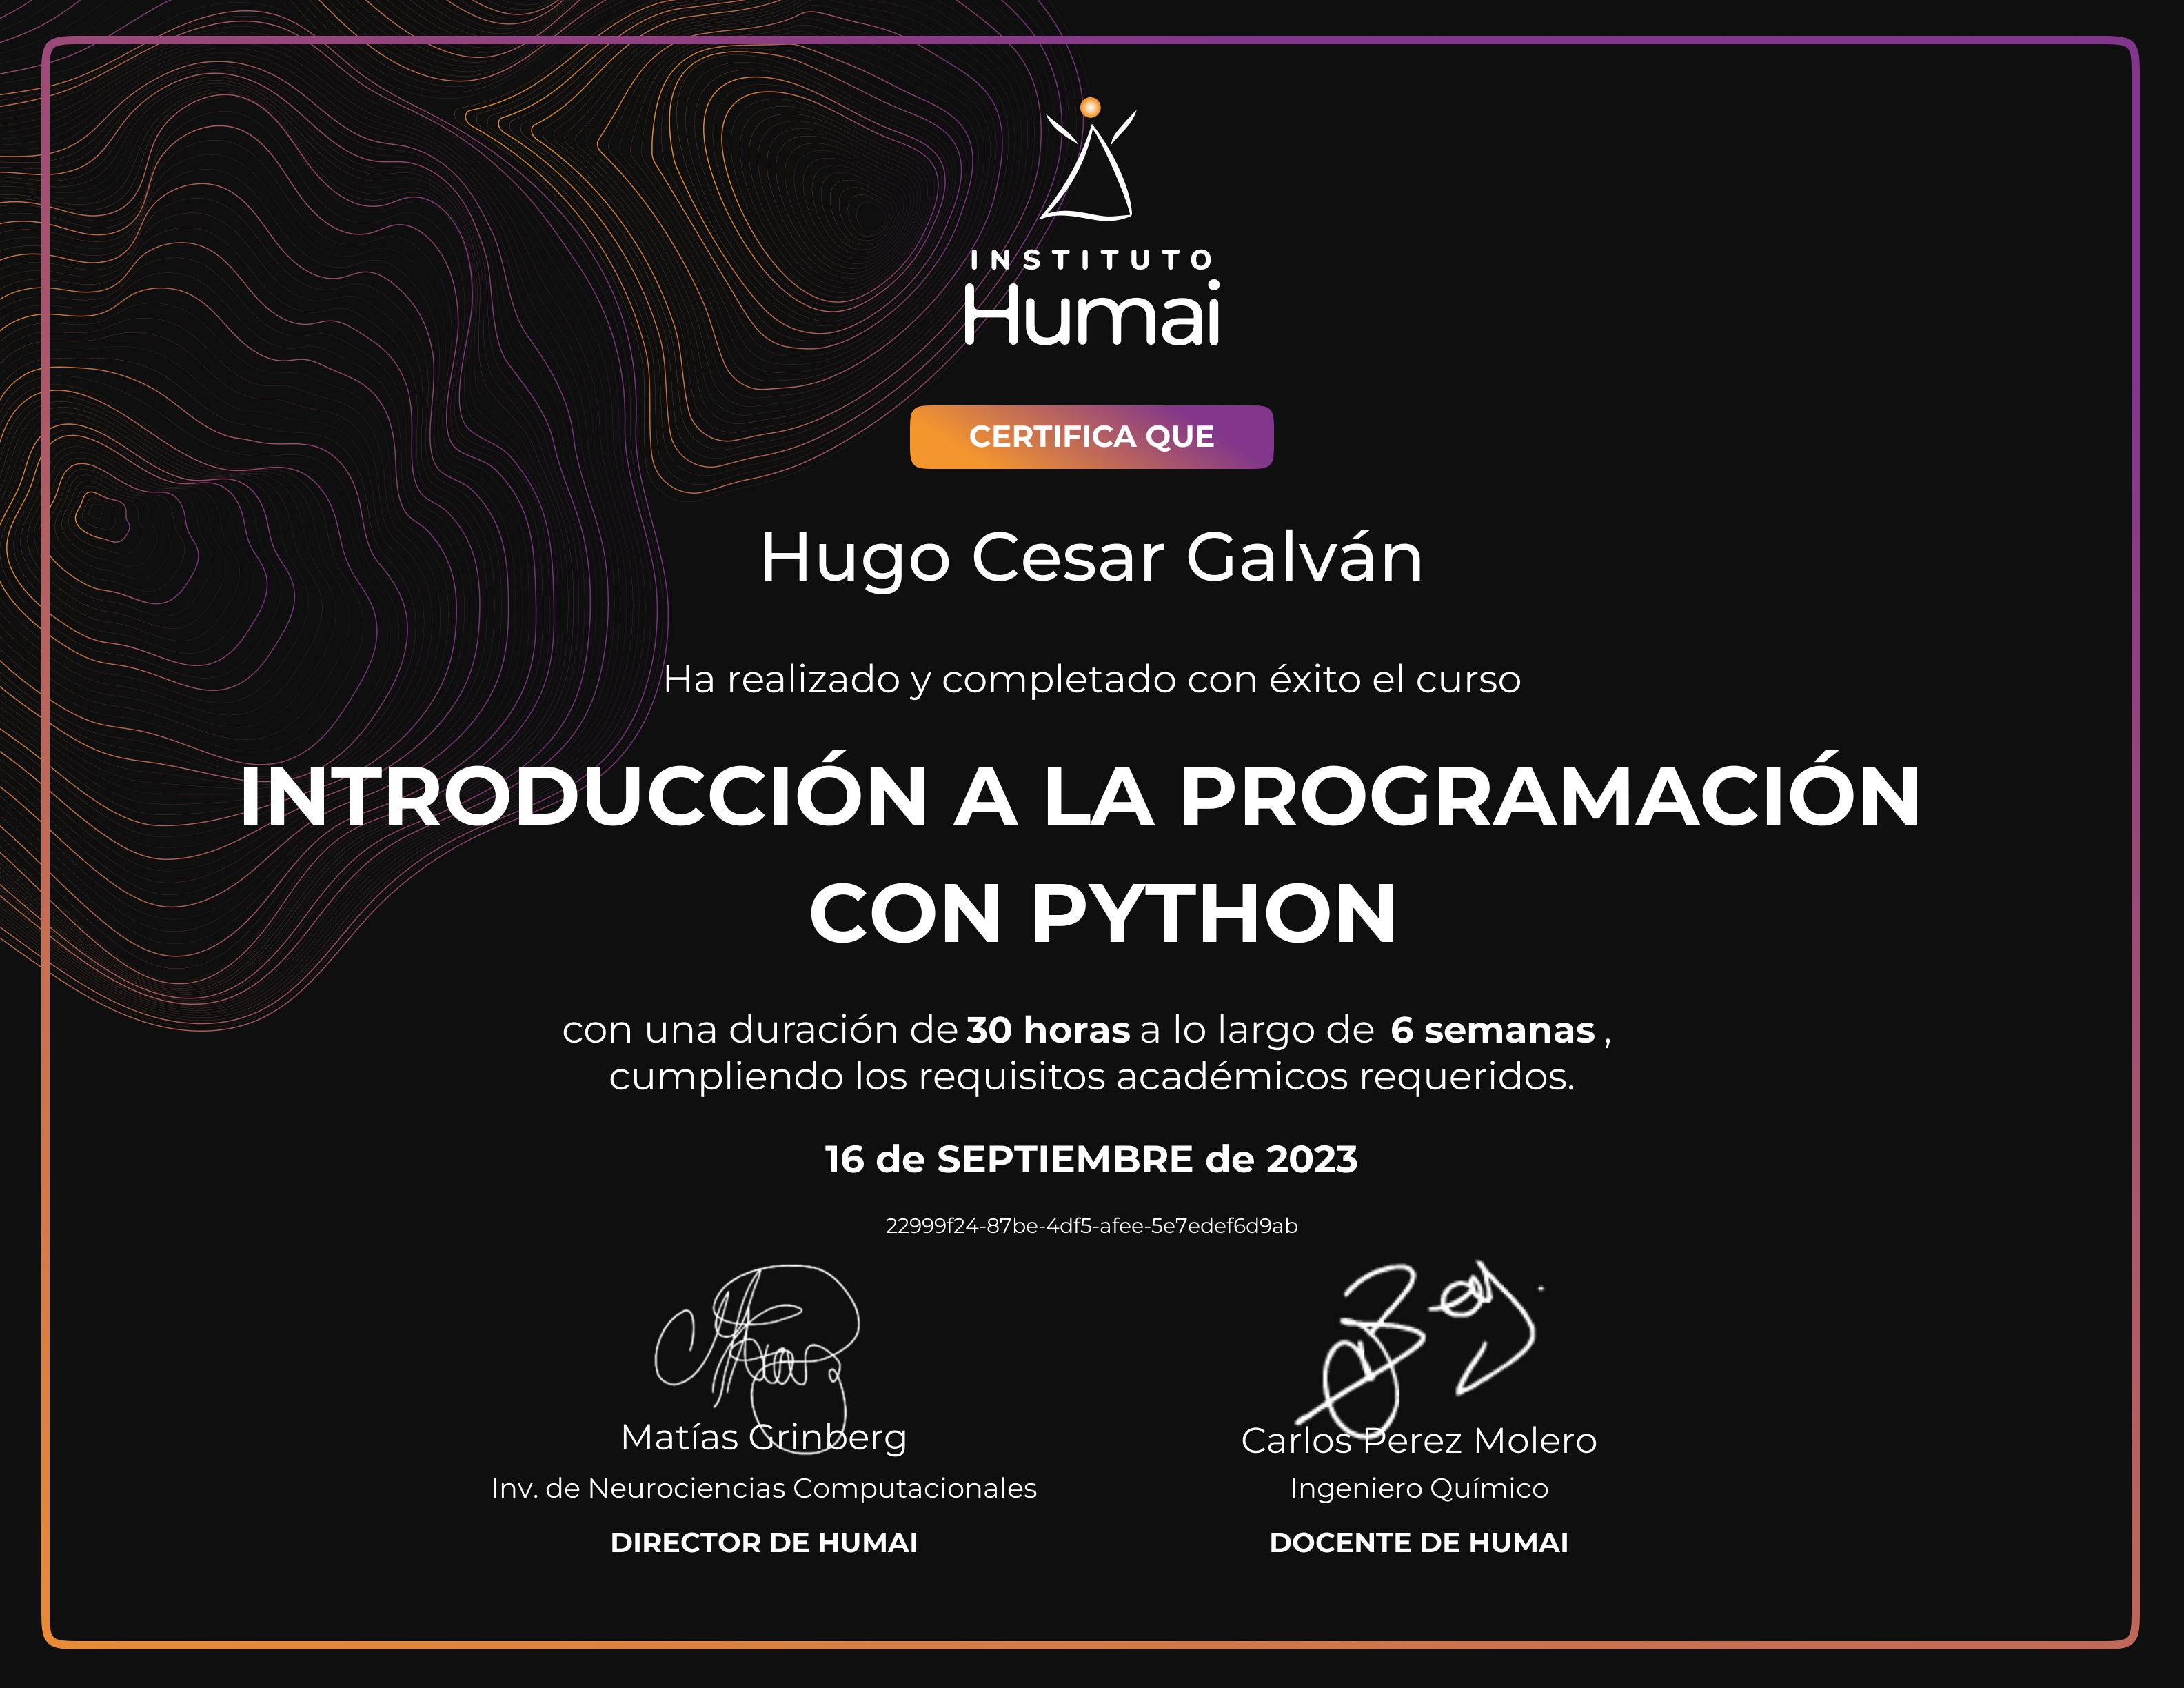 INSTITUTO
Humai
CERTIFICA QUE
Hugo Cesar Galván
Ha realizado y completado con éxito el curso
INTRODUCCIÓN A LA PROGRAMACIÓN
CON PYTHON
con una duración de 30 horas a lo largo de 6 semanas ,
cumpliendo los requisitos académicos requeridos.
16 de SEPTIEMBRE de 2023
22999f24-87be-4df5-afee-5e7edef6d9ab
Matías Grinberg
Inv. de Neurociencias Computacionales
DIRECTOR DE HUMAI
Carlos Perez Molero
Ingeniero Químico
DOCENTE DE HUMAI